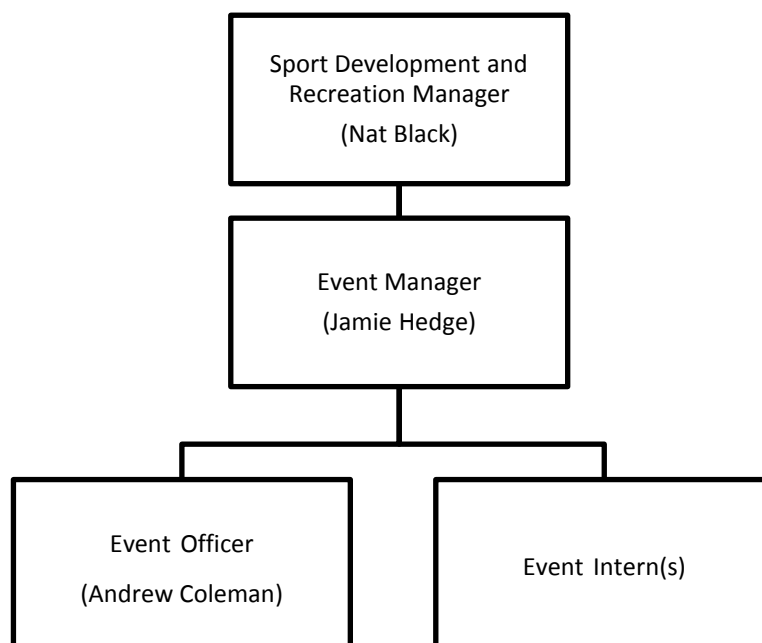 Sport Development and
Recreation Manager
(Nat Black)
Event Manager
(Jamie Hedge)
Event Officer
(Andrew Coleman)
Event Intern(s)